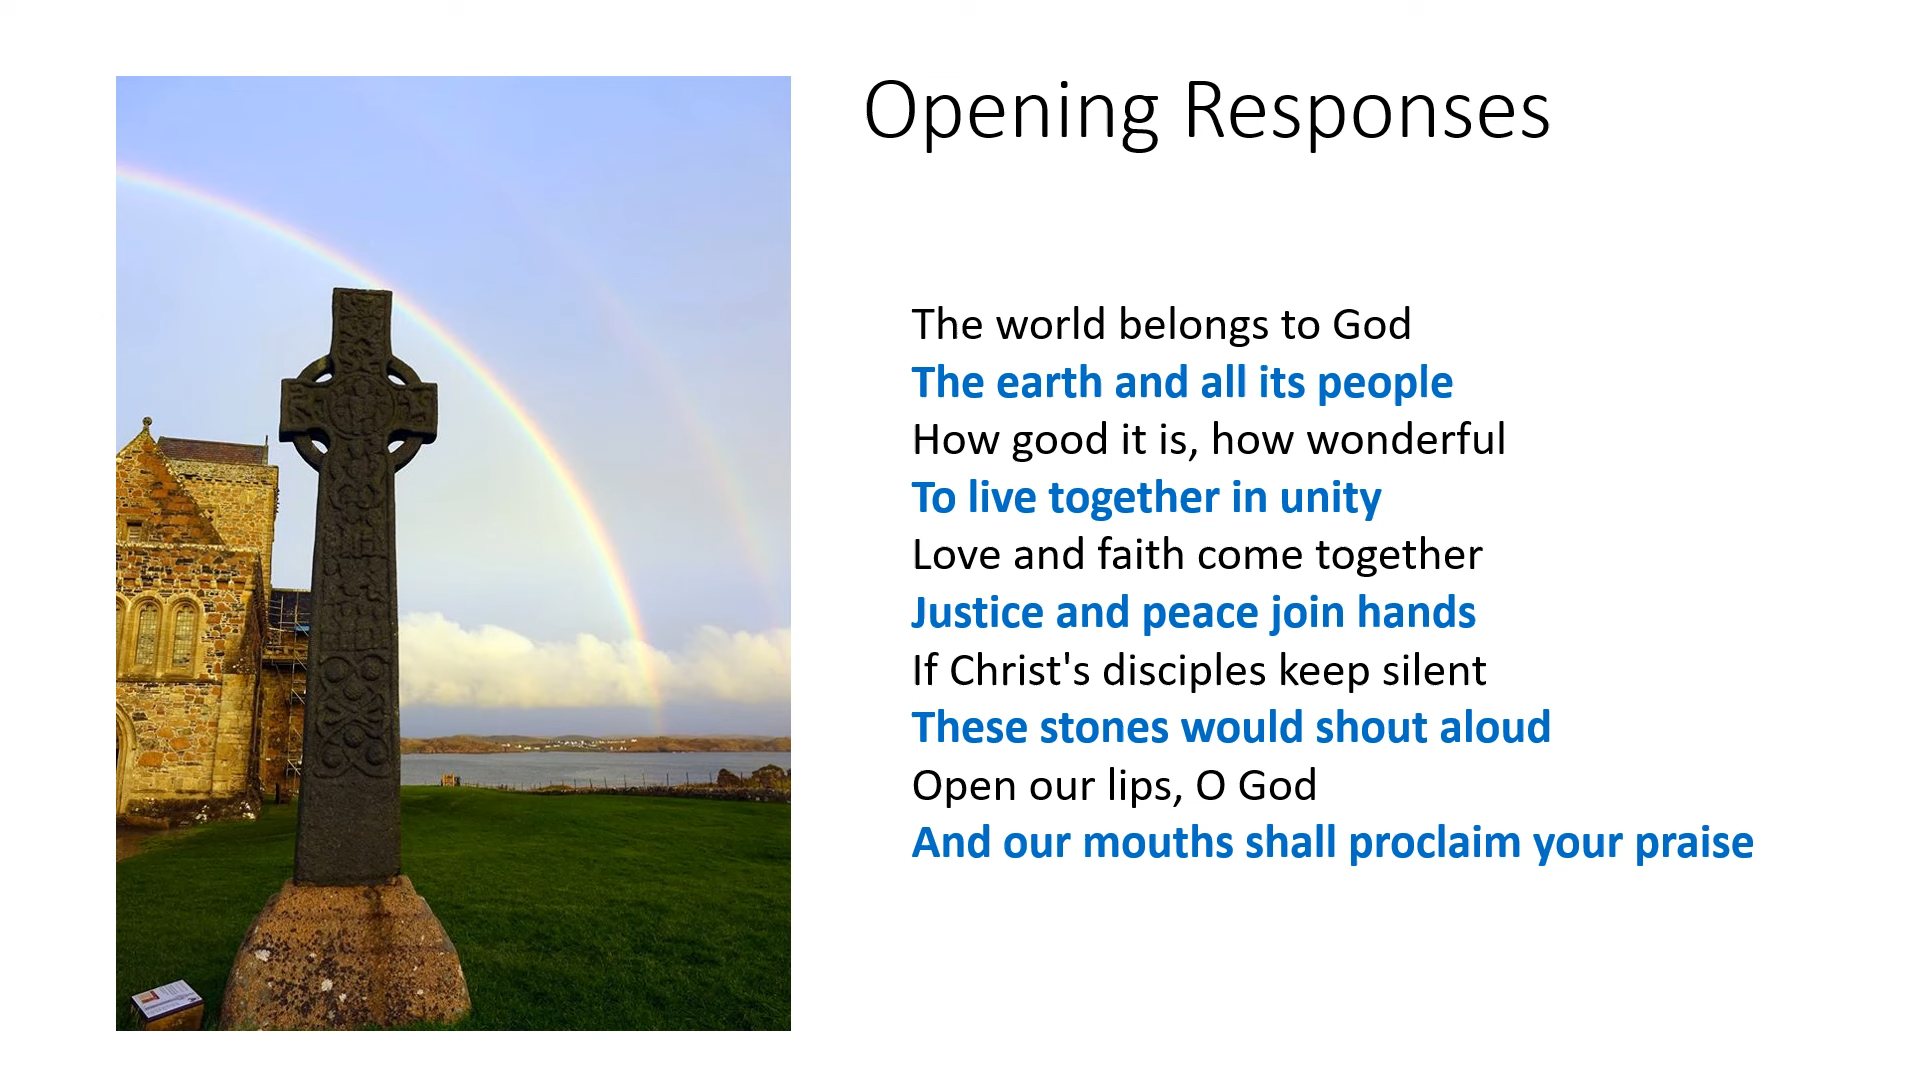 Opening Responses
The world belongs to God
The earth and all its people
How good it is, how wonderful
To live together in unity
Love and faith come together
Justice and peace join hands
If Christ's disciples keep silent
These stones would shout aloud
Open our lips, O God
And our mouths shall proclaim your praise